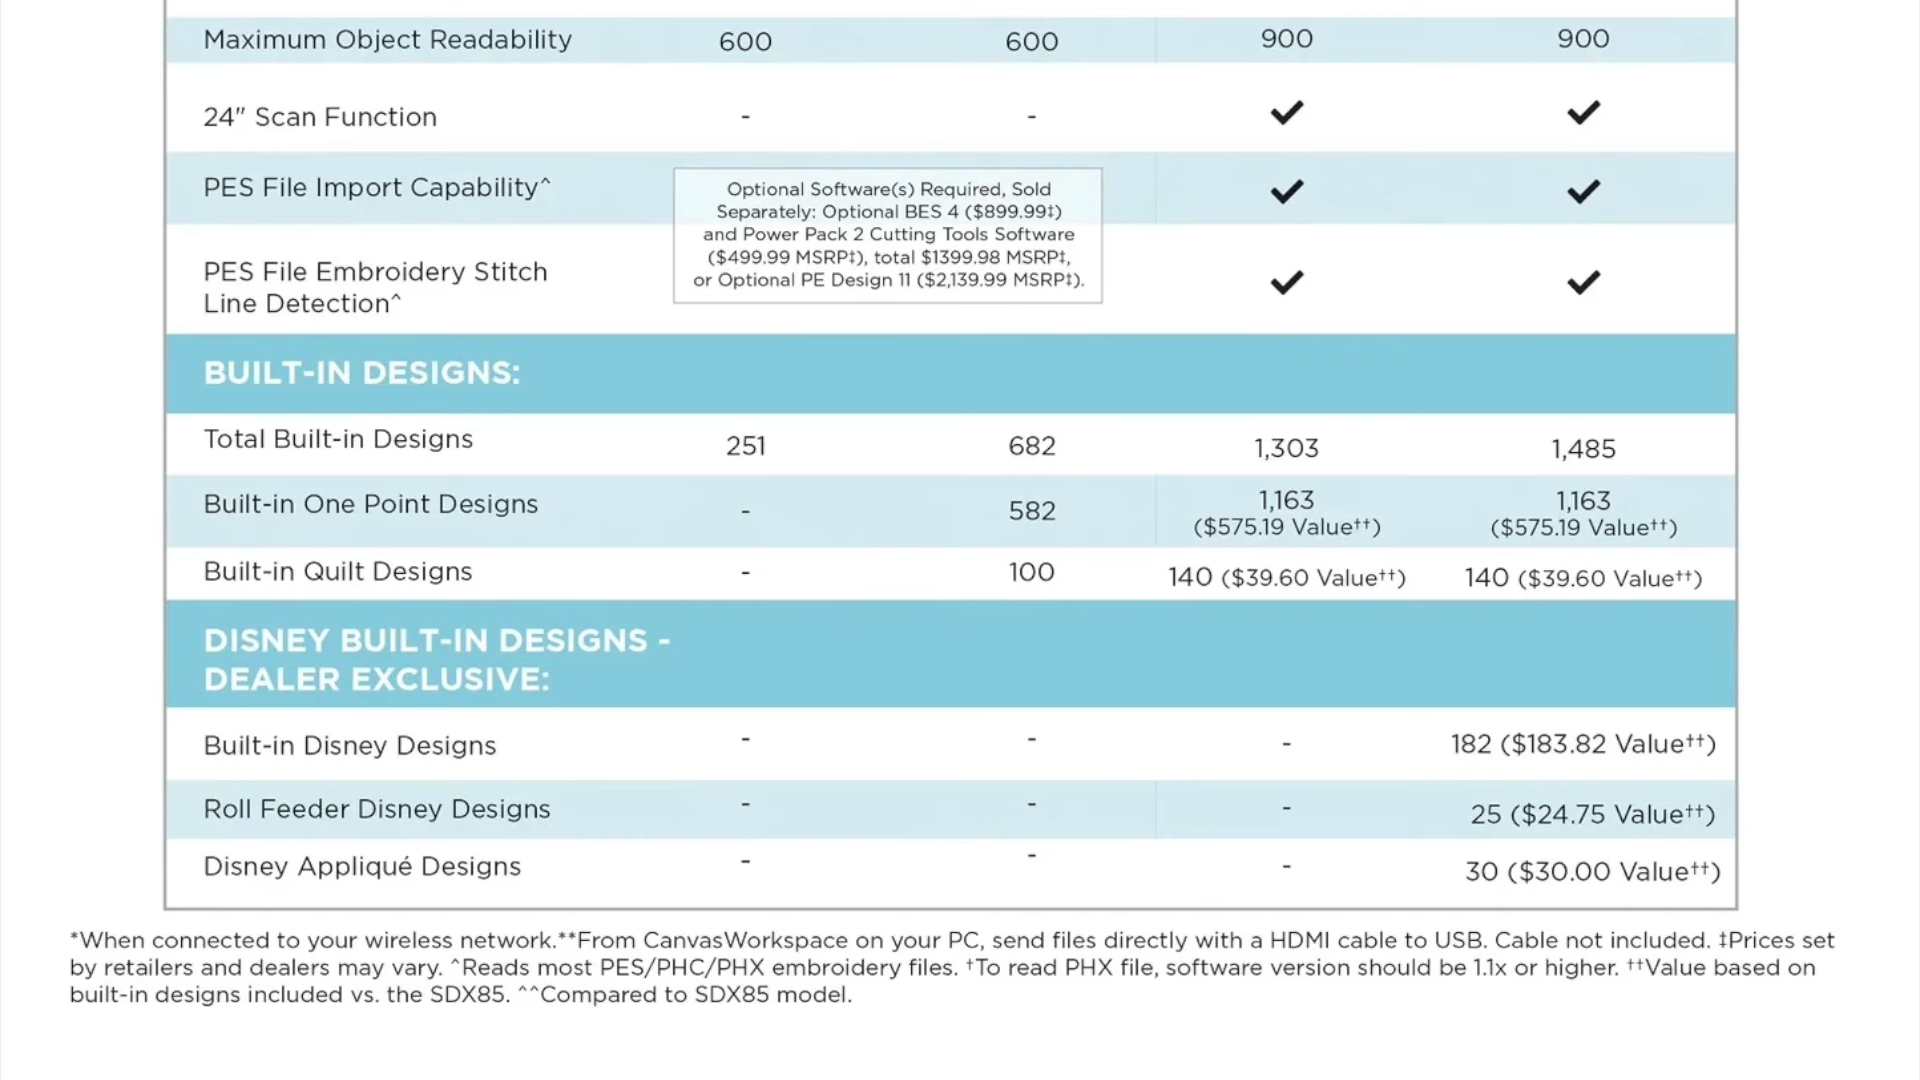 Maximum Object Readability 600 600 900 900
24" Scan Function - - ✔ ✔
PES File Import Capability^ ✔ ✔
Optional Software(s) Required, Sold
Separately: Optional BES 4 ($899.99‡)
and Power Pack 2 Cutting Tools Software
($499.99 MSRP‡), total $1399.98 MSRP‡,
or Optional PE Design 11 ($2,139.99 MSRP‡).
PES File Embroidery Stitch
Line Detection^ ✔ ✔
BUILT-IN DESIGNS:
Total Built-in Designs 251 682 1,303 1,485
Built-in One Point Designs - 582 1,163 1,163
($575.19 Value††) ($575.19 Value††)
Built-in Quilt Designs - 100 140 ($39.60 Value††) 140 ($39.60 Value††)
DISNEY BUILT-IN DESIGNS -
DEALER EXCLUSIVE:
Built-in Disney Designs - - - 182 ($183.82 Value††)
Roll Feeder Disney Designs - - - 25 ($24.75 Value††)
Disney Appliqué Designs - - - 30 ($30.00 Value††)
*When connected to your wireless network.**From CanvasWorkspace on your PC, send files directly with a HDMI cable to USB. Cable not included. ‡Prices set
by retailers and dealers may vary. ^Reads most PES/PHC/PHX embroidery files. †To read PHX file, software version should be 1.1x or higher. ††Value based on
built-in designs included vs. the SDX85. ^^Compared to SDX85 model.